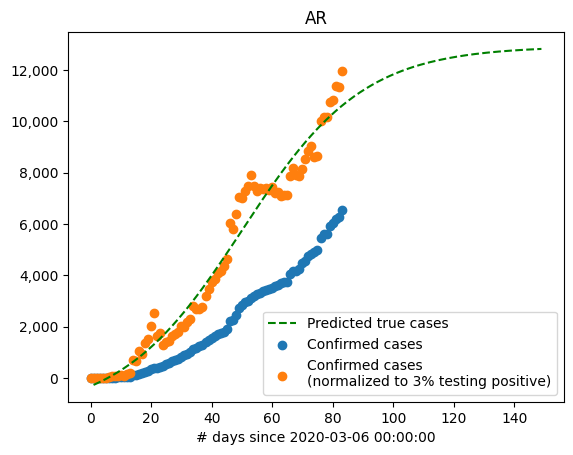 AR
12,000
10,000
8,000
6,000
4,000
2,000
0
Predicted true cases
Confirmed cases
Confirmed cases
(normalized to 3% testing positive)
0 20 40 60 80 100 120 140
# days since 2020-03-06 00:00:00